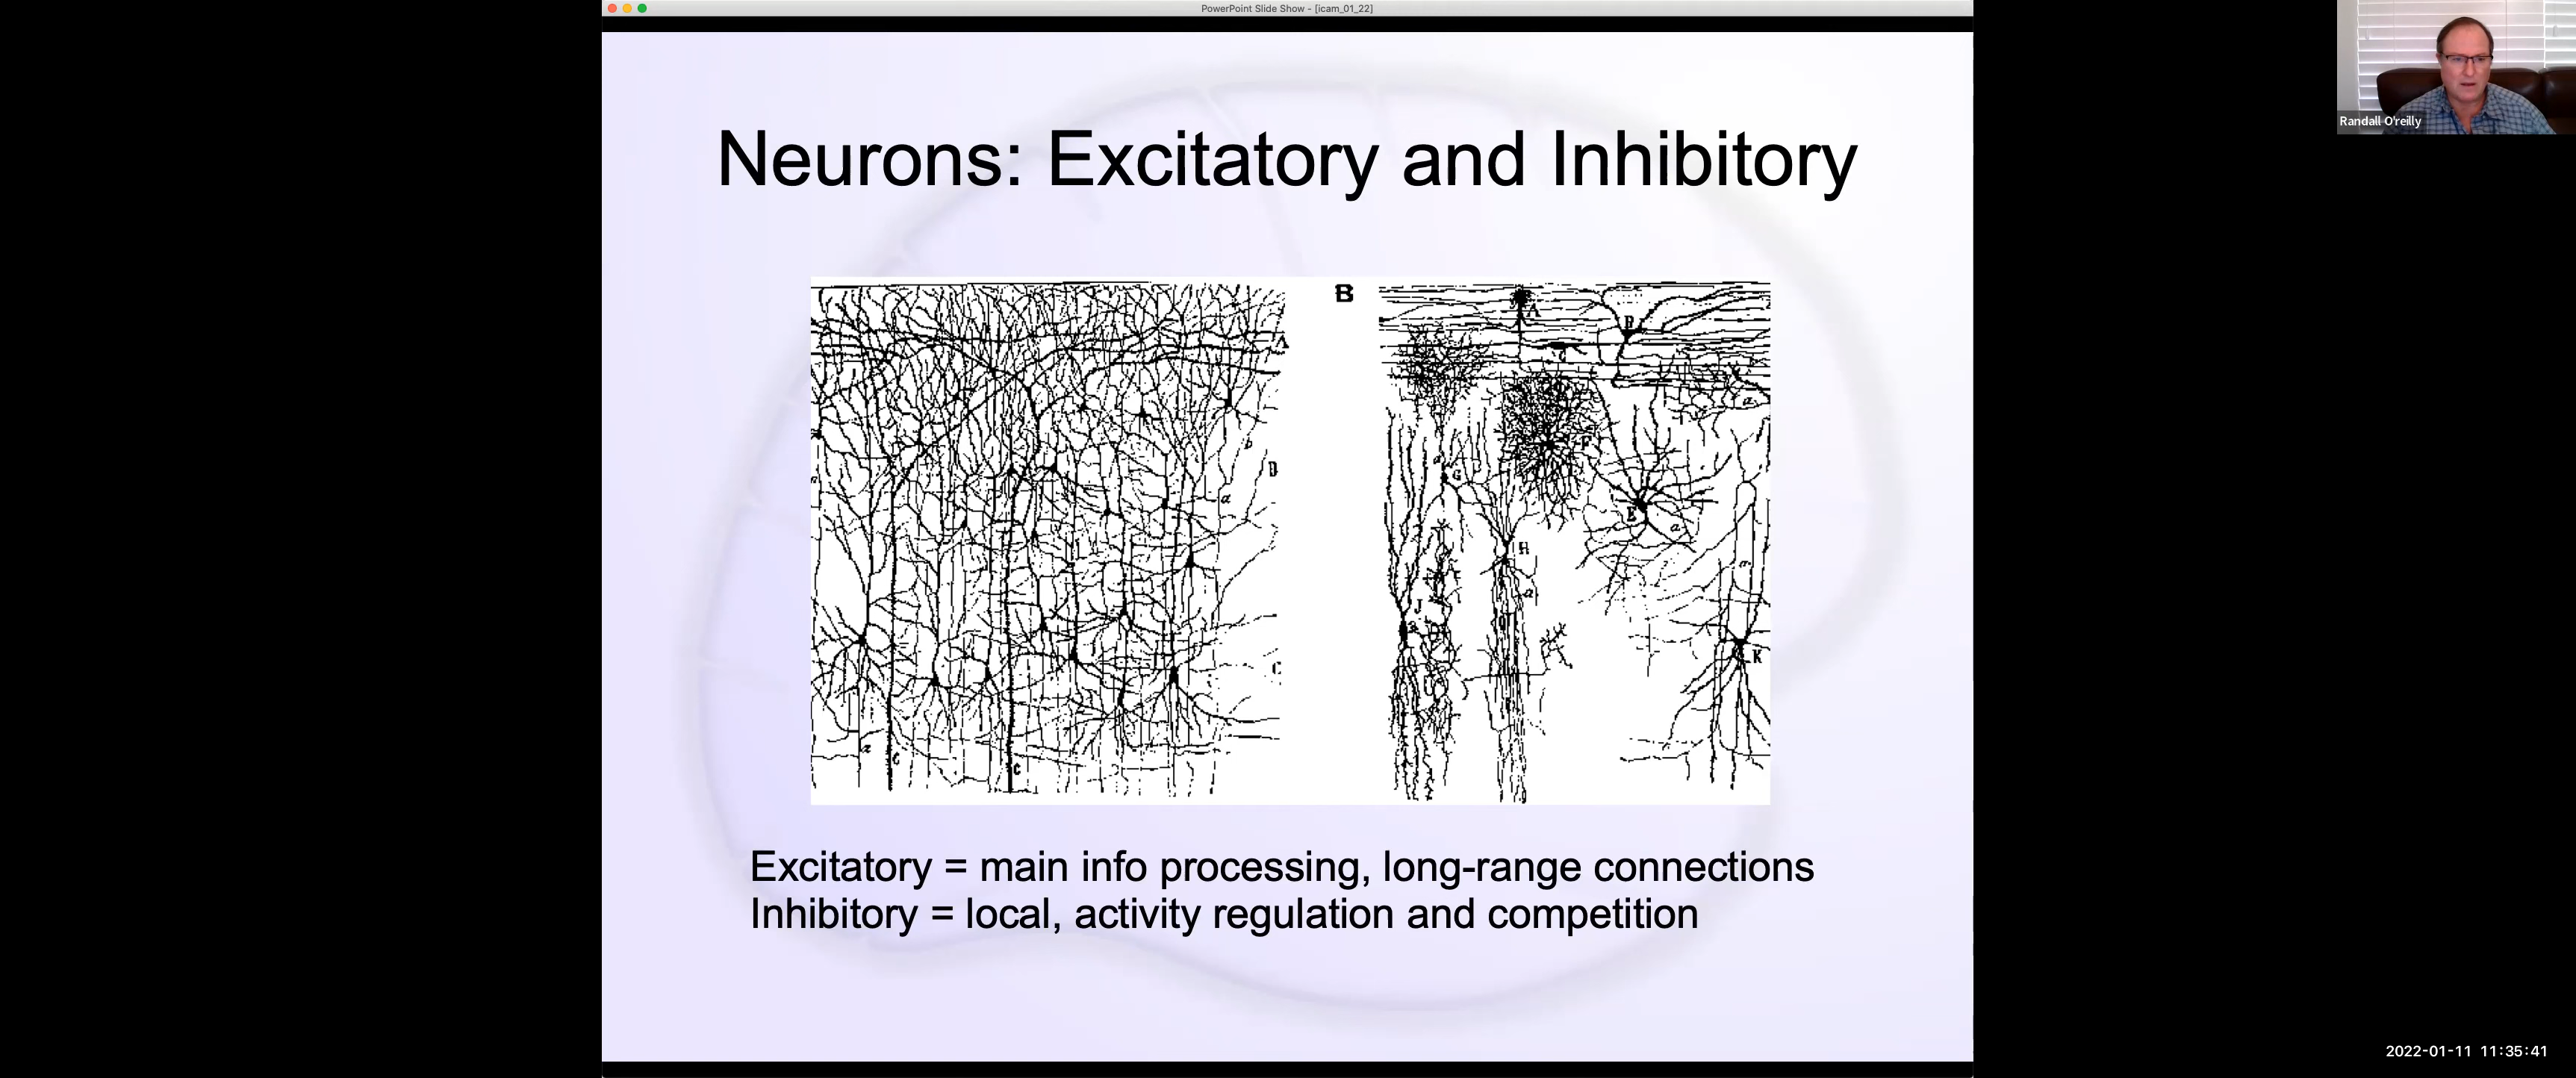 PowerPoint Slide Show - [icam_01_22]
Randall O'reilly
Neurons: Excitatory and Inhibitory
B
A
A
B
a
b
D
F
a
G
a
E
a
H
a
a
J
K
C
a
C
C
Excitatory = main info processing, long-range connections
Inhibitory = local, activity regulation and competition
2022-01-11 11:35:41